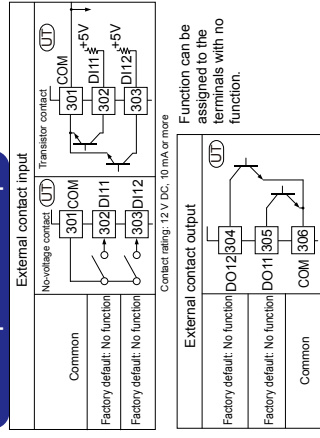 External contact input
Common
Factory default: No function
Factory default: No function
No-voltage contact
UT
301 COM
302 DI11
303 DI12
Transistor contact
UT
COM
301
302
303
DI11
DI12
+5V
+5V
Contact rating: 12 V DC, 10 mA or more
External contact output
Factory default: No function
Factory default: No function
Common
DO12 304
DO11 305
COM 306
UT
Function can be
assigned to the
terminals with no
function.